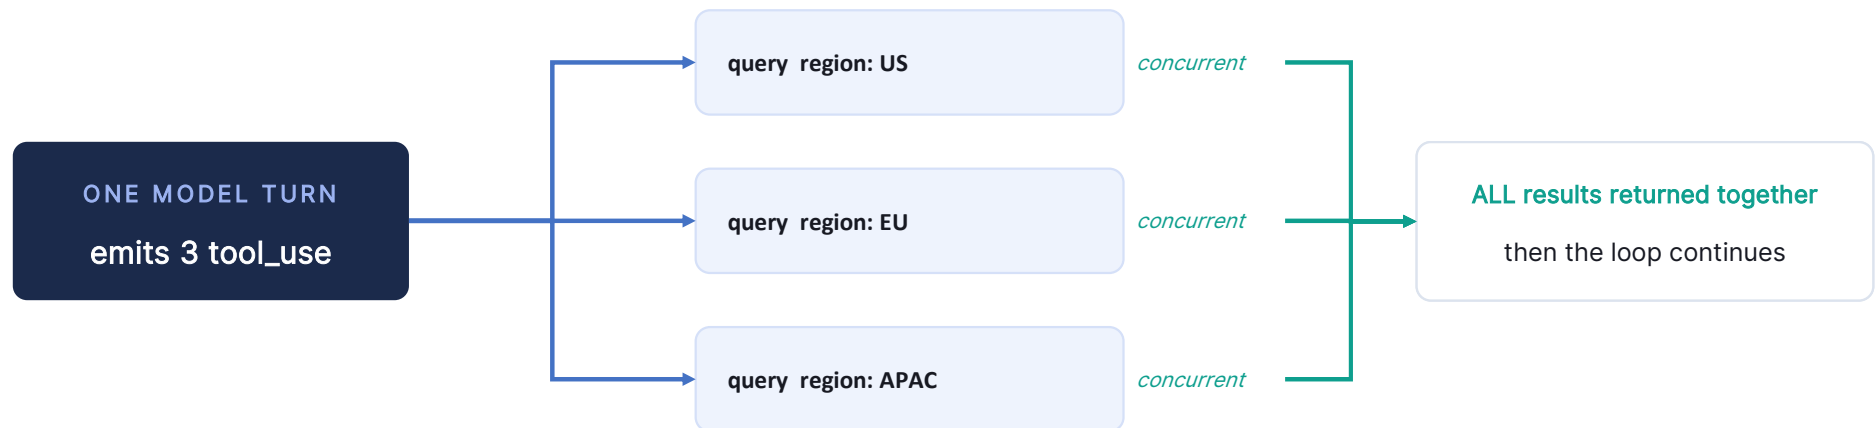 ONE MODEL TURN
emits 3 tool_use
query region: US
concurrent
query region: EU
concurrent
query region: APAC
concurrent
ALL results returned together
then the loop continues